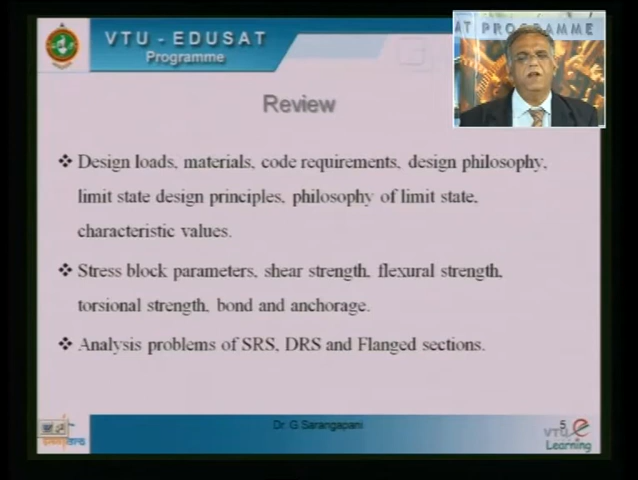 VTU - EDUSAT
Programme
AT PROGRAMME
Review
❖ Design loads, materials, code requirements, design philosophy,
limit state design principles, philosophy of limit state,
characteristic values.
❖ Stress block parameters, shear strength, flexural strength,
torsional strength, bond and anchorage.
❖ Analysis problems of SRS, DRS and Flanged sections.
Dr. G Sarangapani
5
VTU e
Learning